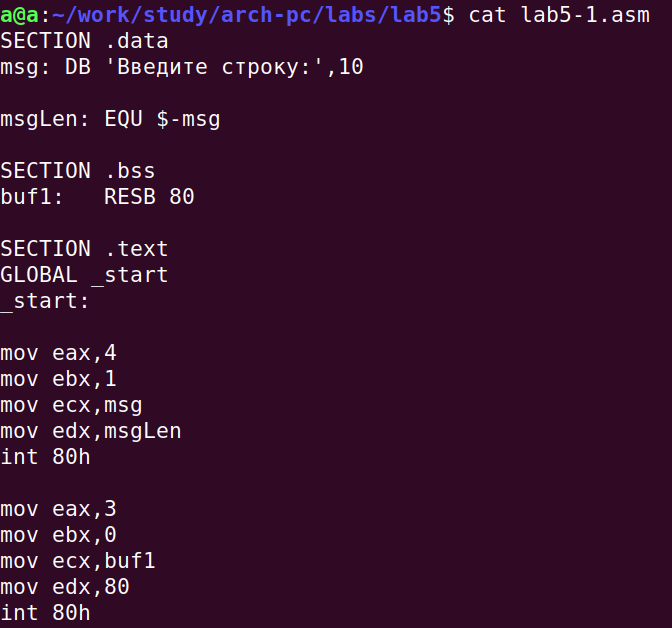 a@a:~/work/study/arch-pc/labs/lab5$ cat lab5-1.asm
SECTION .data
msg: DB 'Введите строку:',10
msgLen: EQU $-msg
SECTION .bss
buf1:   RESB 80
SECTION .text
GLOBAL _start
_start:
mov eax,4
mov ebx,1
mov ecx,msg
mov edx,msgLen
int 80h
mov eax,3
mov ebx,0
mov ecx,buf1
mov edx,80
int 80h